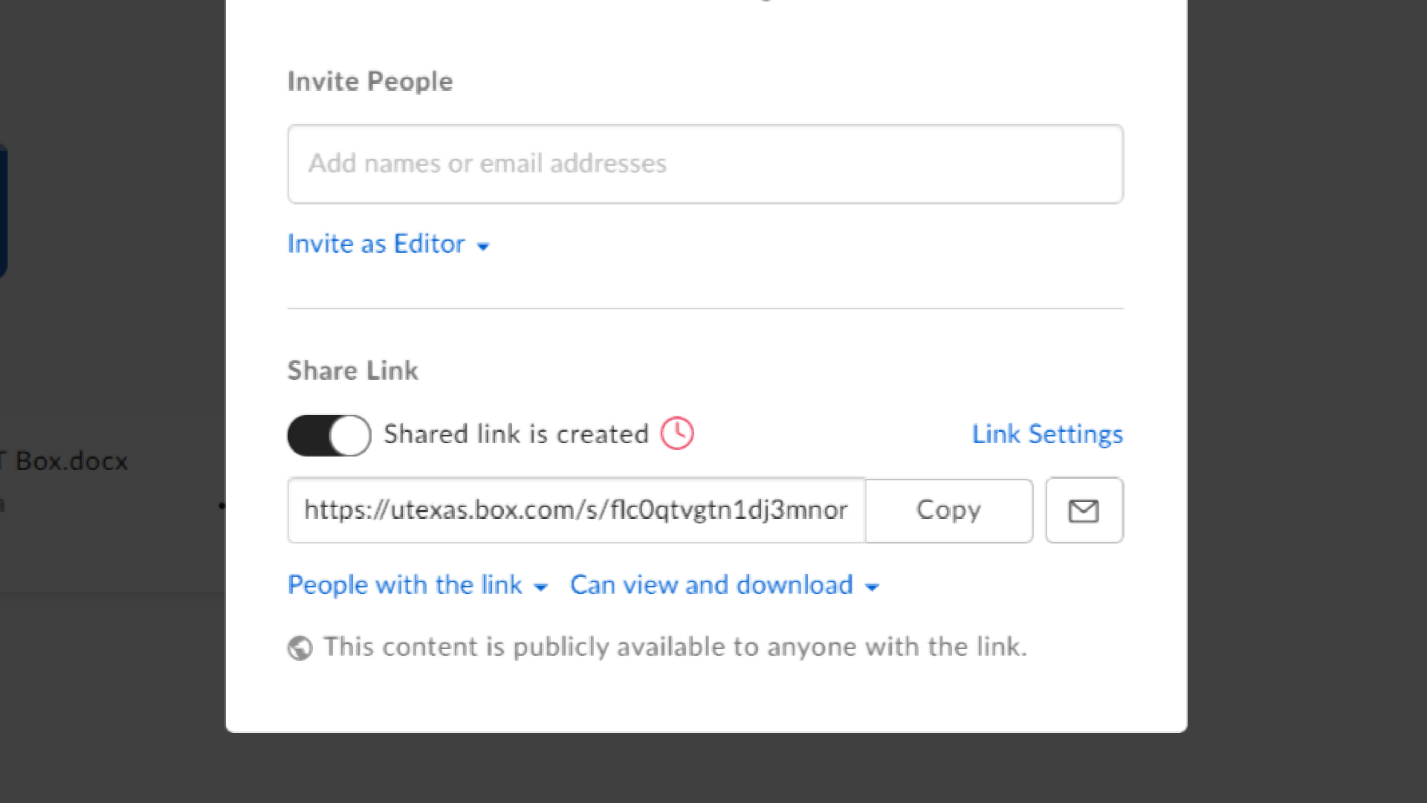 Invite People
Add names or email addresses
Invite as Editor
Share Link
Shared link is created
Link Settings
Box.docx
https://utexas.box.com/s/flc0qtvgtn1dj3mnor
Copy
People with the link
Can view and download
This content is publicly available to anyone with the link.